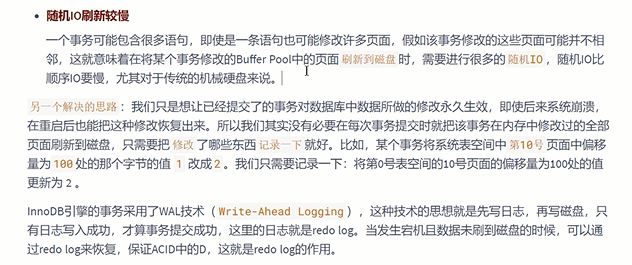 随机IO刷新较慢
一个事务可能包含很多语句，即使是一条语句也可能修改许多页面，假如该事务修改的这些页面可能并不相
邻，这就意味着在将某个事务修改的Buffer Pool中的页面 刷新到磁盘 时，需要进行很多的 随机IO ，随机IO比
顺序IO要慢，尤其对于传统的机械硬盘来说。
另一个解决的思路 ：我们只是想让已经提交了的事务对数据库中数据所做的修改永久生效，即使后来系统崩溃，
在重启后也能把这种修改恢复出来。所以我们其实没有必要在每次事务提交时就把该事务在内存中修改过的全部
页面刷新到磁盘，只需要把 修改 了哪些东西 记录一下 就好。比如，某个事务将系统表空间中 第10号 页面中偏移
量为 100 处的那个字节的值 1 改成 2 。我们只需要记录一下：将第0号表空间的10号页面的偏移量为100处的值
更新为 2 。
InnoDB引擎的事务采用了WAL技术（ Write-Ahead Logging ），这种技术的思想就是先写日志，再写磁盘，只
有日志写入成功，才算事务提交成功，这里的日志就是redo log。当发生宕机且数据未刷到磁盘的时候，可以通
过redo log来恢复，保证ACID中的D，这就是redo log的作用。